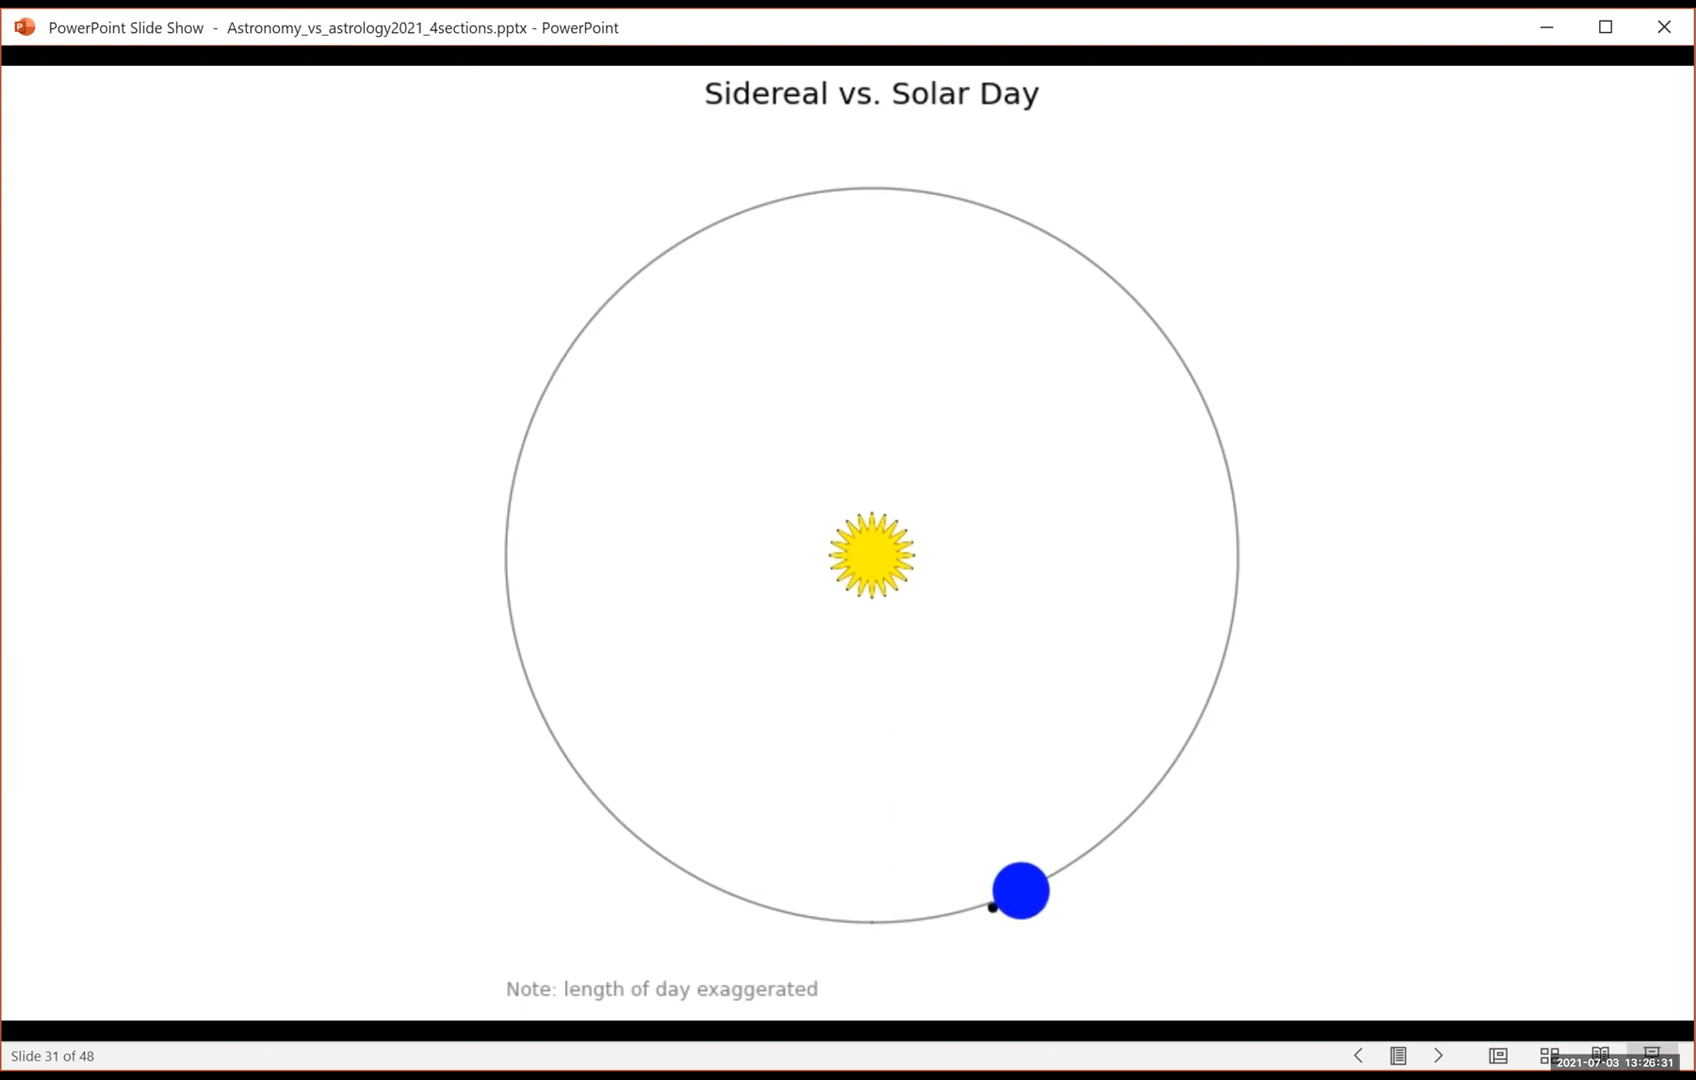 PowerPoint Slide Show - Astronomy_vs_astrology2021_4sections.pptx - PowerPoint
Sidereal vs. Solar Day
Note: length of day exaggerated
Slide 31 of 48
2021-07-03 13:26:31